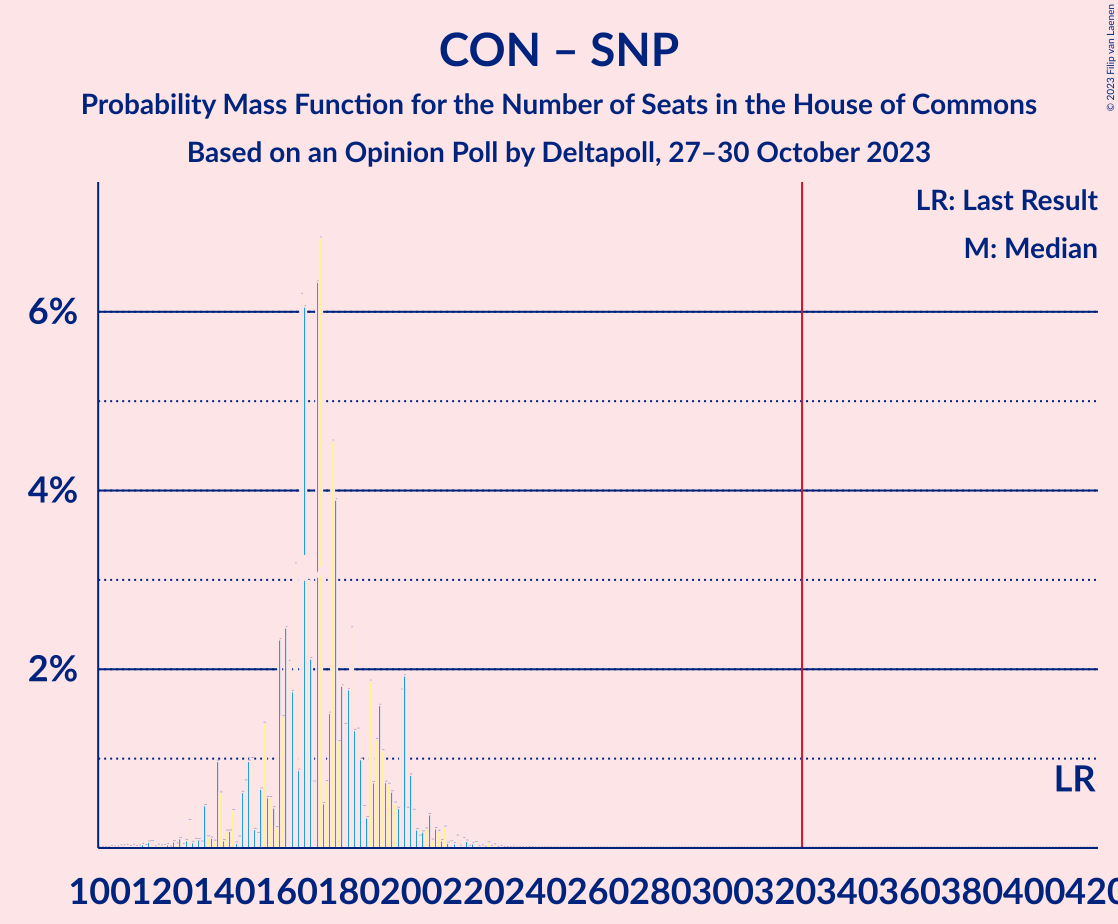 CON – SNP
Probability Mass Function for the Number of Seats in the House of Commons
Based on an Opinion Poll by Deltapoll, 27–30 October 2023
© 2023 Filip van Laenen
LR: Last Result
M: Median
6%
4%
2%
LR
100 120 140 160 180 200 220 240 260 280 300 320 340 360 380 400 420